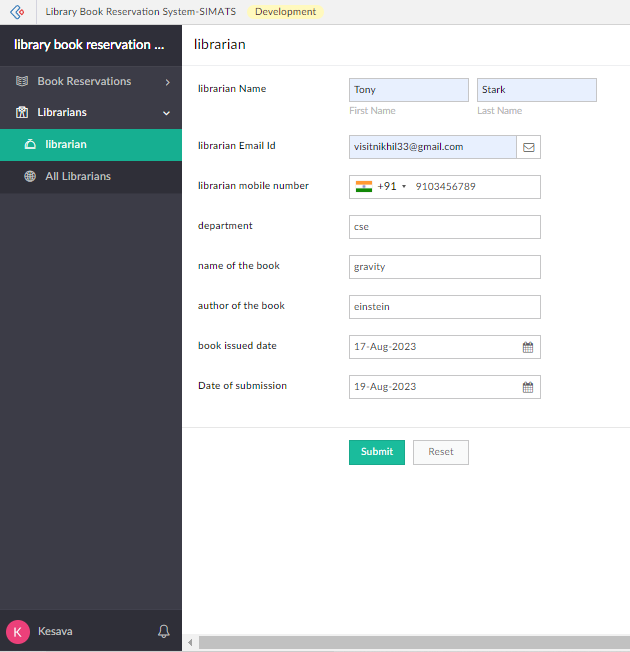 Library Book Reservation System-SIMATS Development
library book reservation ...
Book Reservations
Librarians
librarian
All Librarians
Kesava
K
librarian
librarian Name Tony Stark
First Name Last Name
librarian Email Id visitnikhil33@gmail.com
librarian mobile number +91 9103456789
department cse
name of the book gravity
author of the book einstein
book issued date 17-Aug-2023
Date of submission 19-Aug-2023
Submit Reset